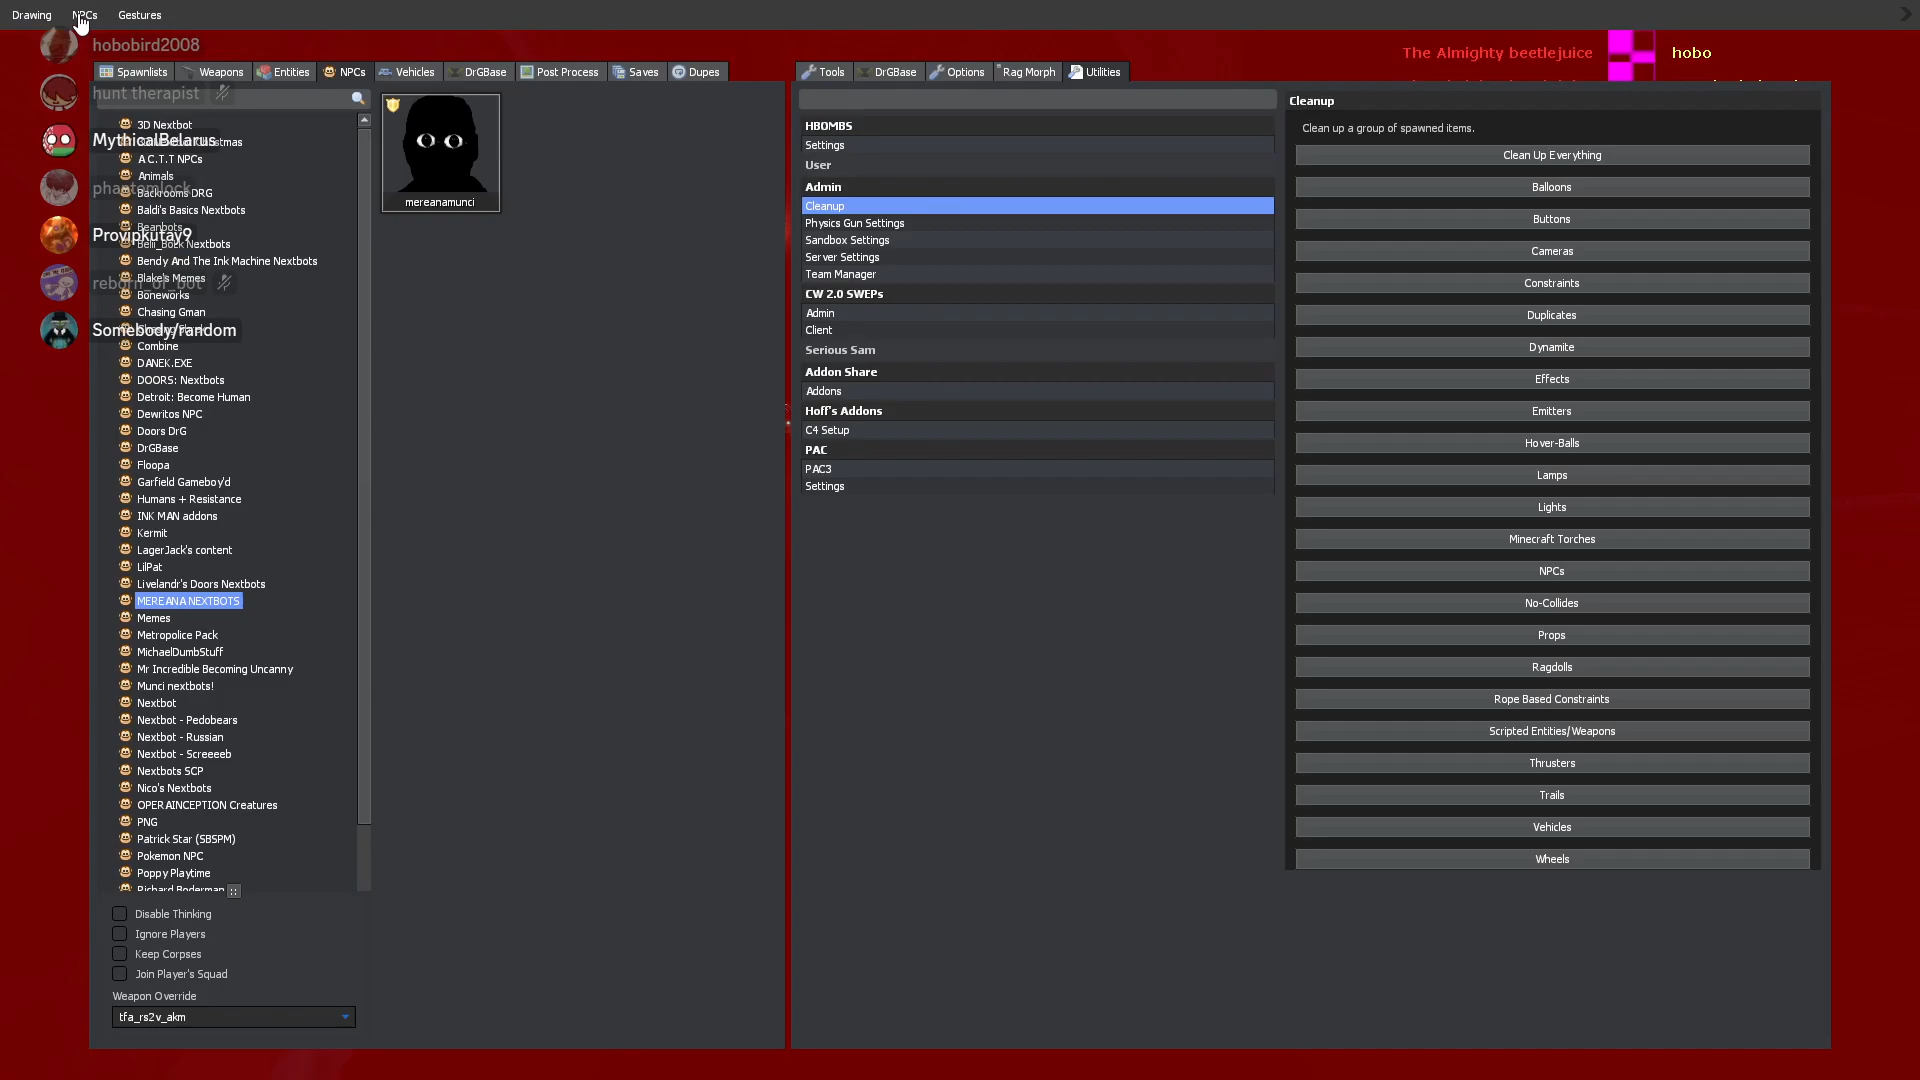 Drawing NPCs Gestures
hobobird2008
The Almighty beetlejuice hobo
Spawnlists Weapons Entities NPCs Vehicles DrGBase Post Process Saves Dupes
Tools DrGBase Options Rag Morph Utilities
hunt therapist
3D Nextbot
MythicalBelarus
A C.T.T NPCs
Animals
phantomlock
Backrooms DRG
Baldi's Basics Nextbots
Beanbots
Provipkutay9
Belli_Bolk Nextbots
Bendy And The Ink Machine Nextbots
Blake's Memes
reborn_of_bot
Boneworks
Chasing Gman
Somebody/random
Combine
DANEK.EXE
DOORS: Nextbots
Detroit: Become Human
Dewritos NPC
Doors DrG
DrGBase
Floopa
Garfield Gameboy'd
Humans + Resistance
INK MAN addons
Kermit
LagerJack's content
LilPat
Livelandr's Doors Nextbots
MEREANA NEXTBOTS
Memes
Metropolice Pack
MichaelDumbStuff
Mr Incredible Becoming Uncanny
Munci nextbots!
Nextbot
Nextbot - Pedobears
Nextbot - Russian
Nextbot - Screeeeb
Nextbots SCP
Nico's Nextbots
OPERAINCEPTION Creatures
PNG
Patrick Star (SBSPM)
Pokemon NPC
Poppy Playtime
Richard Boderman
Disable Thinking
Ignore Players
Keep Corpses
Join Player's Squad
Weapon Override
tfa_rs2v_akm
mereanamunci
HBOMBS
Settings
User
Admin
Cleanup
Physics Gun Settings
Sandbox Settings
Server Settings
Team Manager
CW 2.0 SWEPs
Admin
Client
Serious Sam
Addon Share
Addons
Hoff's Addons
C4 Setup
PAC
PAC3
Settings
Cleanup
Clean up a group of spawned items.
Clean Up Everything
Balloons
Buttons
Cameras
Constraints
Duplicates
Dynamite
Effects
Emitters
Hover-Balls
Lamps
Lights
Minecraft Torches
NPCs
No-Collides
Props
Ragdolls
Rope Based Constraints
Scripted Entities/Weapons
Thrusters
Trails
Vehicles
Wheels